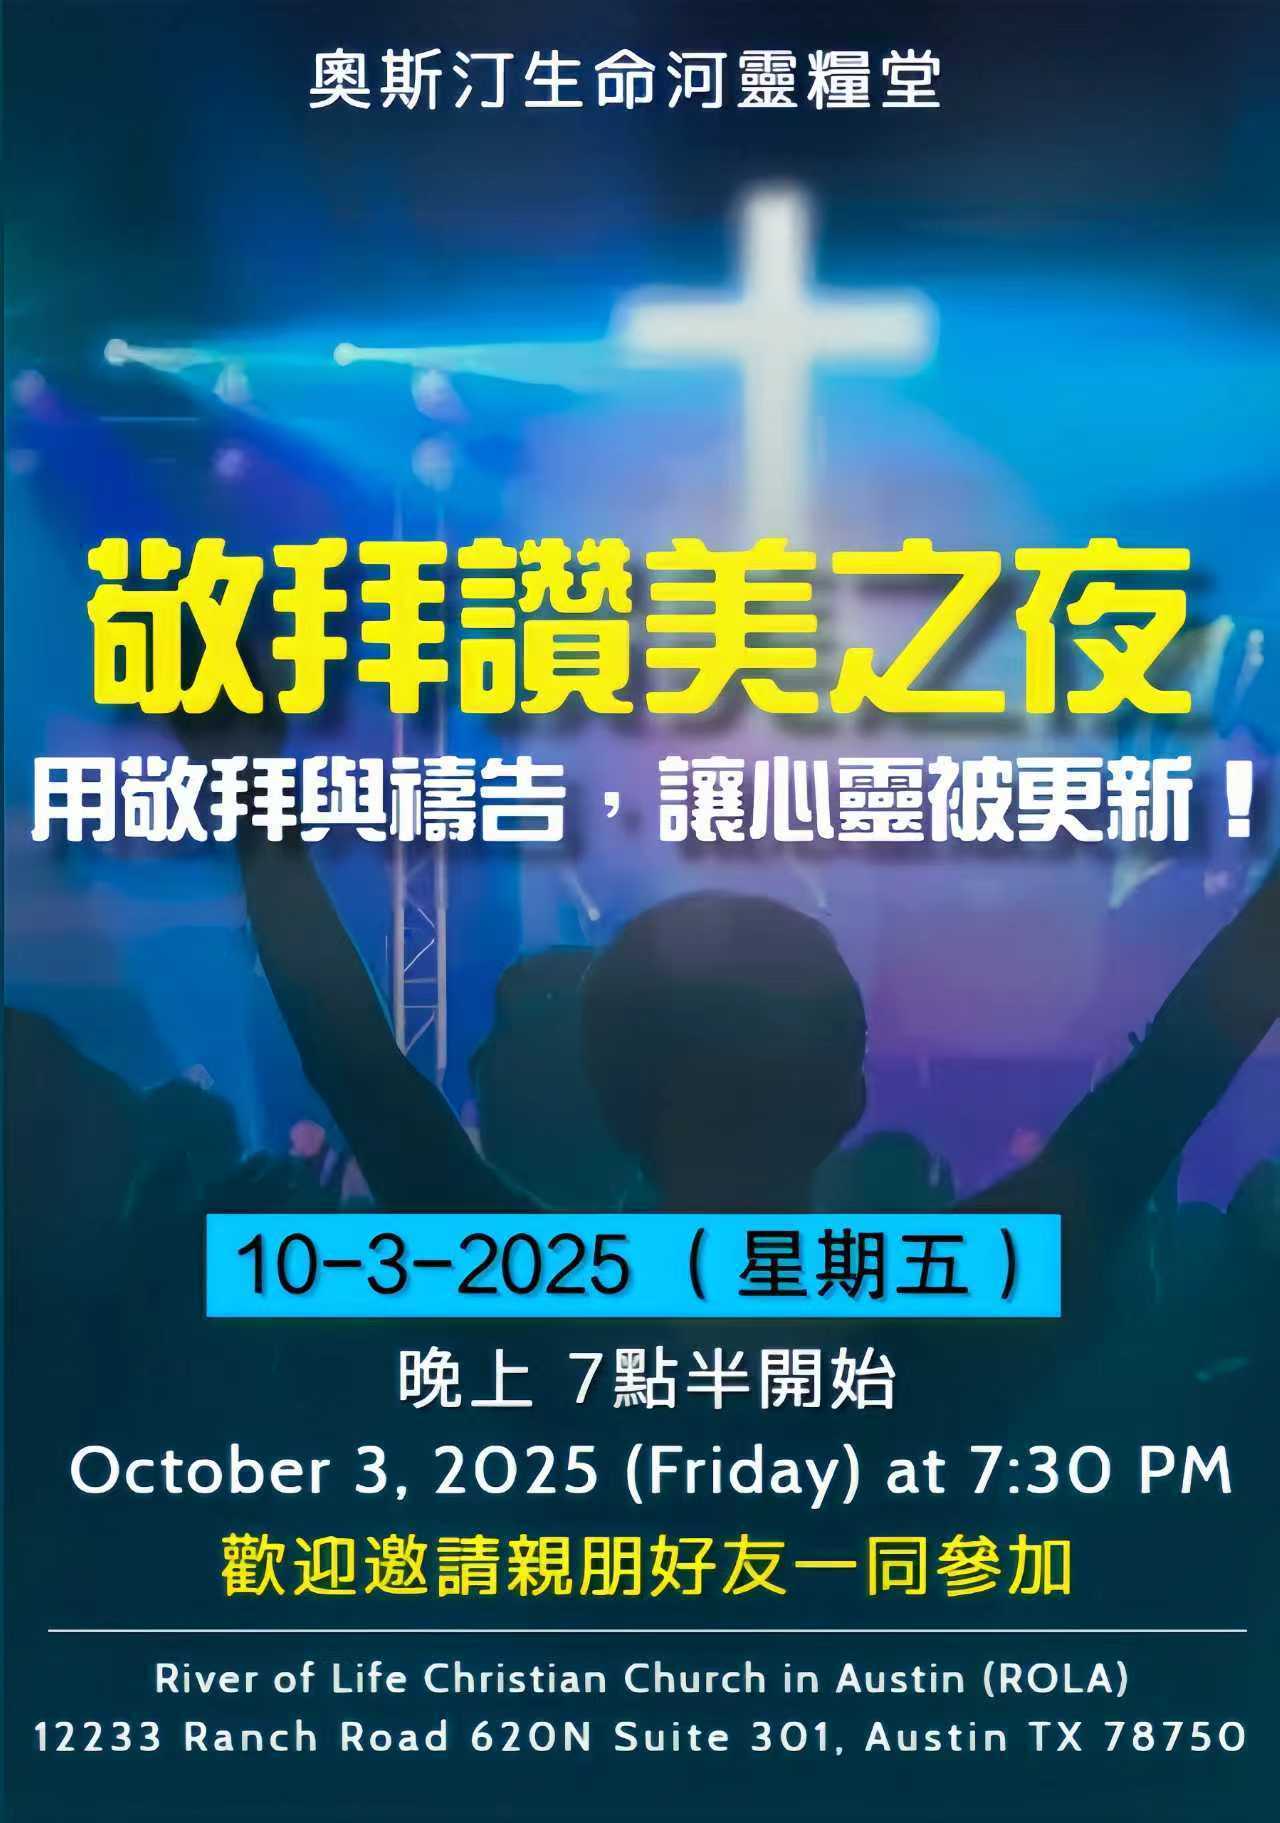 奧斯汀生命河靈糧堂
敬拜讚美之夜
用敬拜與禱告，讓心靈被更新！
10-3-2025（星期五）
晚上 7點半開始
October 3, 2025 (Friday) at 7:30 PM
歡迎邀請親朋好友一同參加
River of Life Christian Church in Austin (ROLA)
12233 Ranch Road 620N Suite 301, Austin TX 78750